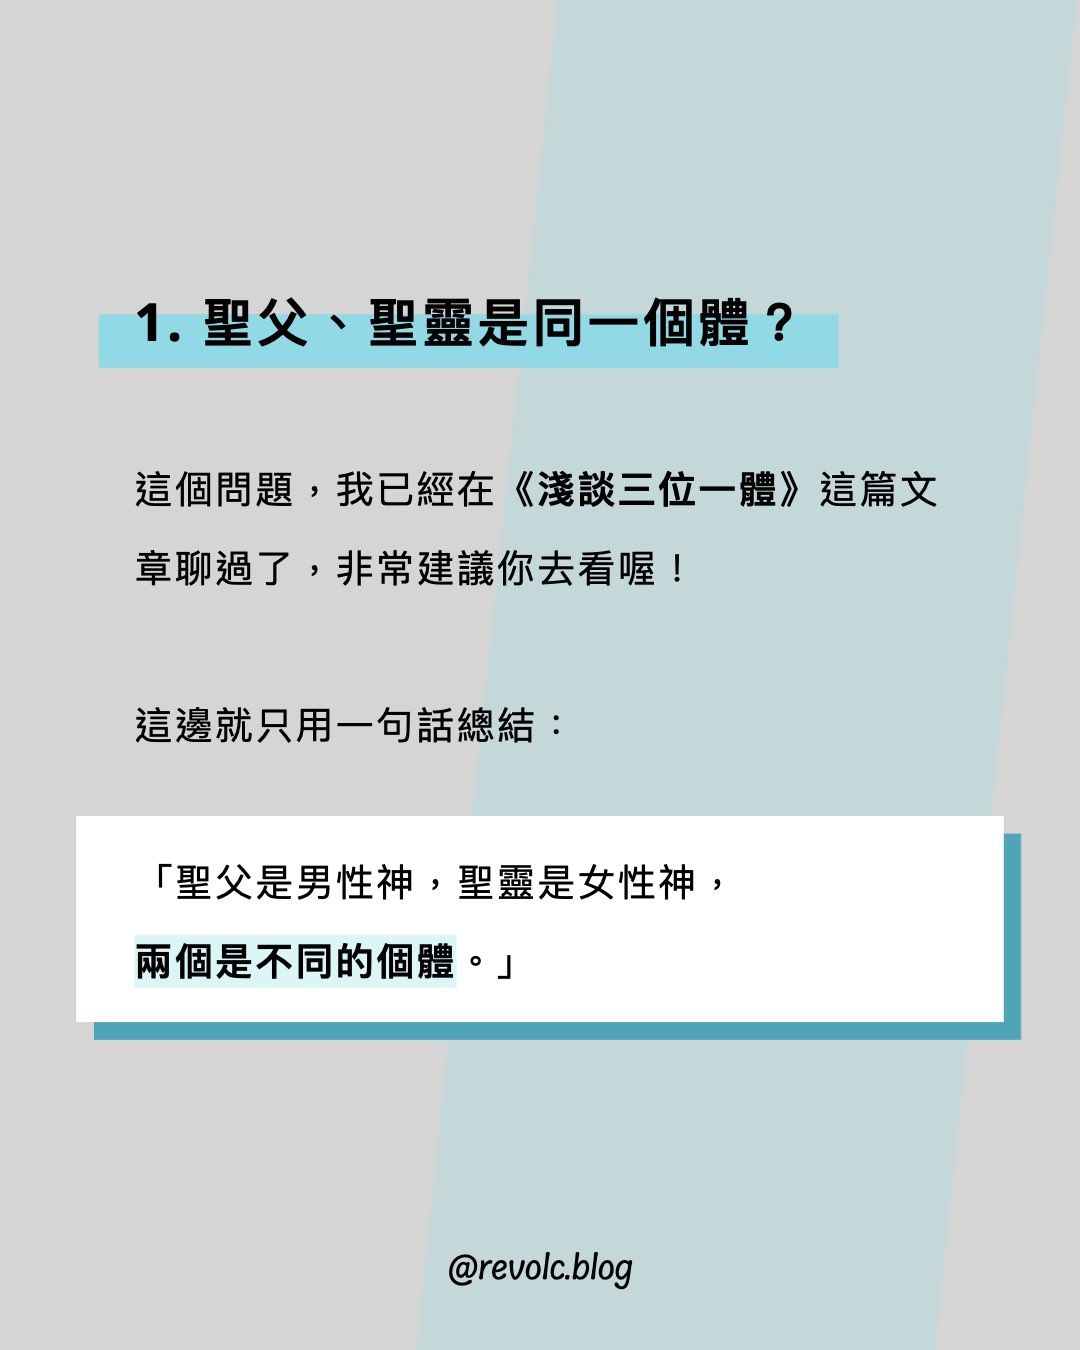 1. 聖父、聖靈是同一個體？
這個問題，我已經在《淺談三位一體》這篇文
章聊過了，非常建議你去看喔！
這邊就只用一句話總結：
「聖父是男性神，聖靈是女性神，
兩個是不同的個體。」
@revolc.blog